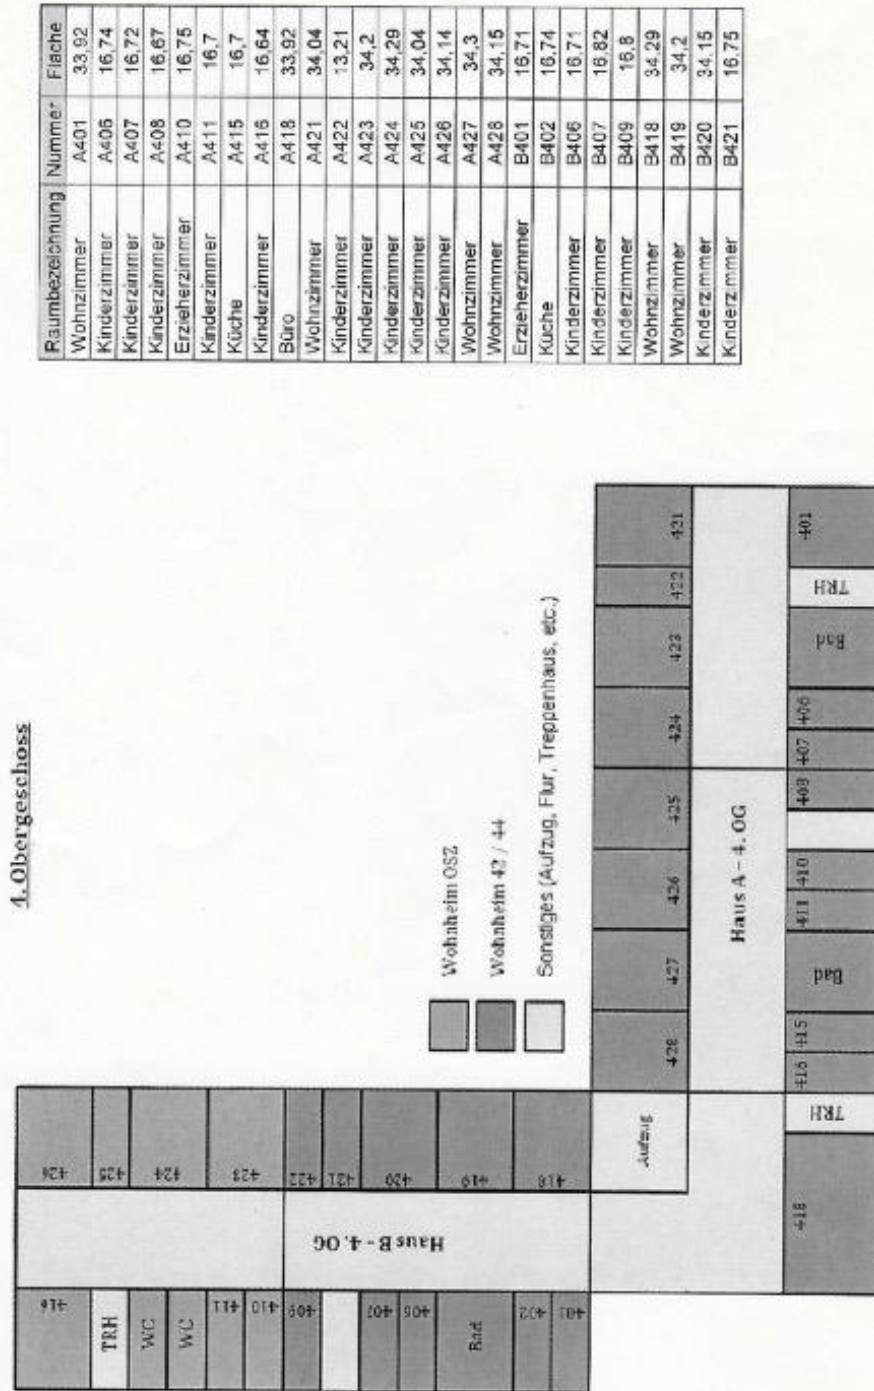 4. Obergeschoss
Raumbezeichnung Nummer Fläche
Wohnzimmer A401 33,92
Kinderzimmer A406 16,74
Kinderzimmer A407 16,72
Kinderzimmer A408 16,67
Erzieherzimmer A410 16,75
Kinderzimmer A411 16,7
Küche A415 16,7
Kinderzimmer A416 16,64
Büro A418 33,92
Wohnzimmer A421 34,04
Kinderzimmer A422 13,21
Kinderzimmer A423 34,2
Kinderzimmer A424 34,29
Kinderzimmer A425 34,04
Kinderzimmer A426 34,14
Wohnzimmer A427 34,3
Wohnzimmer A428 34,15
Erzieherzimmer B401 16,71
Küche B402 16,74
Kinderzimmer B406 16,71
Kinderzimmer B407 16,82
Kinderzimmer B409 16,8
Wohnzimmer B418 34,29
Wohnzimmer B419 34,2
Kinderzimmer B420 34,15
Kinderzimmer B421 16,75
Wohnheim OSZ
Wohnheim 42 / 44
Sonstiges (Aufzug, Flur, Treppenhaus, etc.)
416 TRH WC WC 411 410 409 407 406 Bad 402 401
Haus B - 4. OG
426 425 424 423 422 421 420 419 418
Aufzug 428 427 426 425 424 423 422 421
Haus A - 4. OG
418 TRH 416 415 Bad 411 410 408 407 406 Bad TRH 401